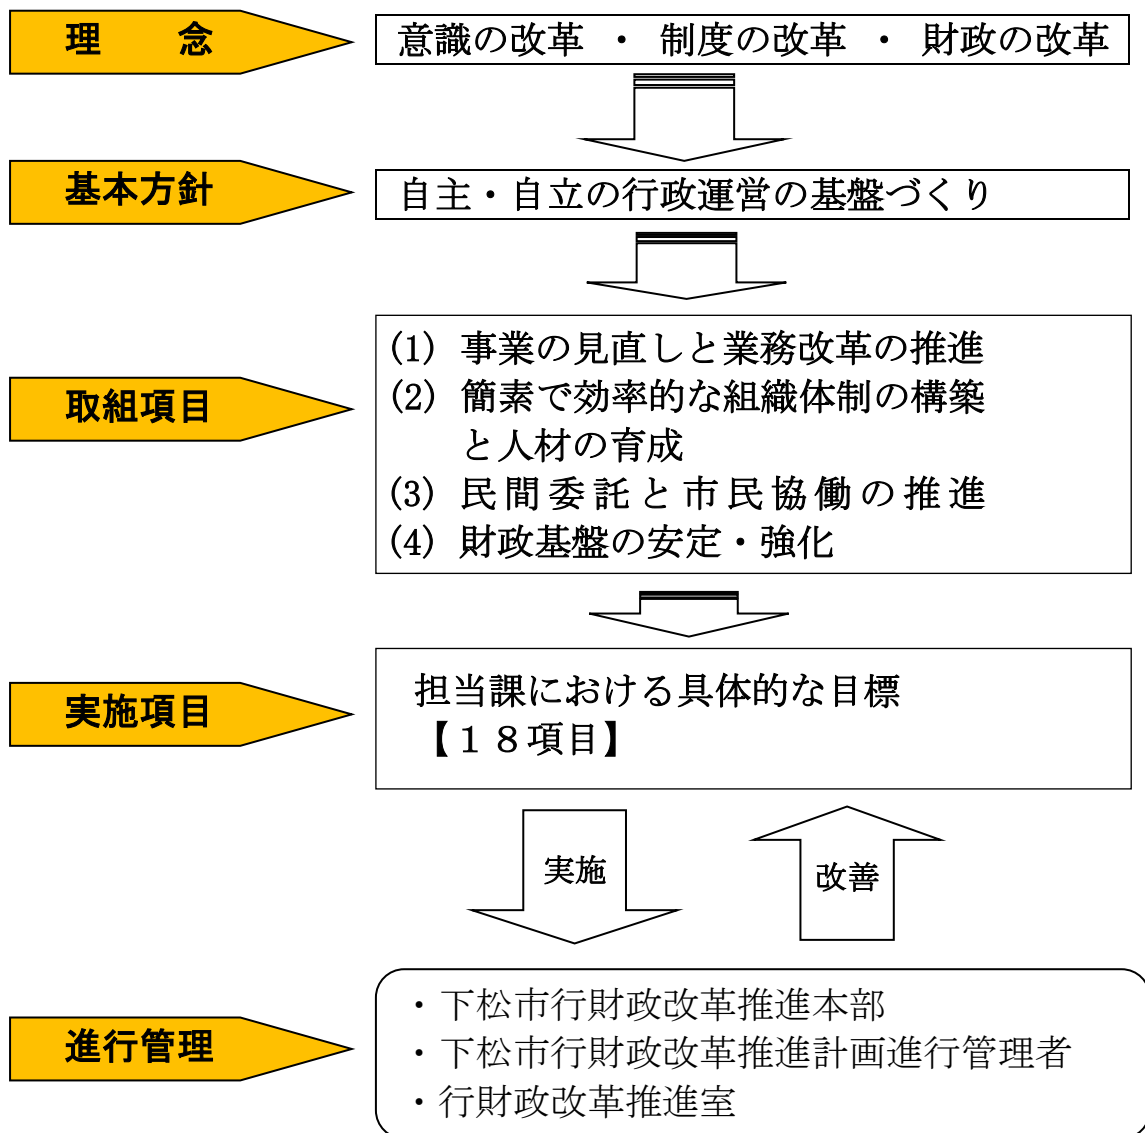 理　　念
意識の改革 ・ 制度の改革 ・ 財政の改革
基本方針
自主・自立の行政運営の基盤づくり
取組項目
(1) 事業の見直しと業務改革の推進
(2) 簡素で効率的な組織体制の構築
と人材の育成
(3) 民間委託と市民協働の推進
(4) 財政基盤の安定・強化
実施項目
担当課における具体的な目標
【１８項目】
実施
改善
進行管理
・下松市行財政改革推進本部
・下松市行財政改革推進計画進行管理者
・行財政改革推進室